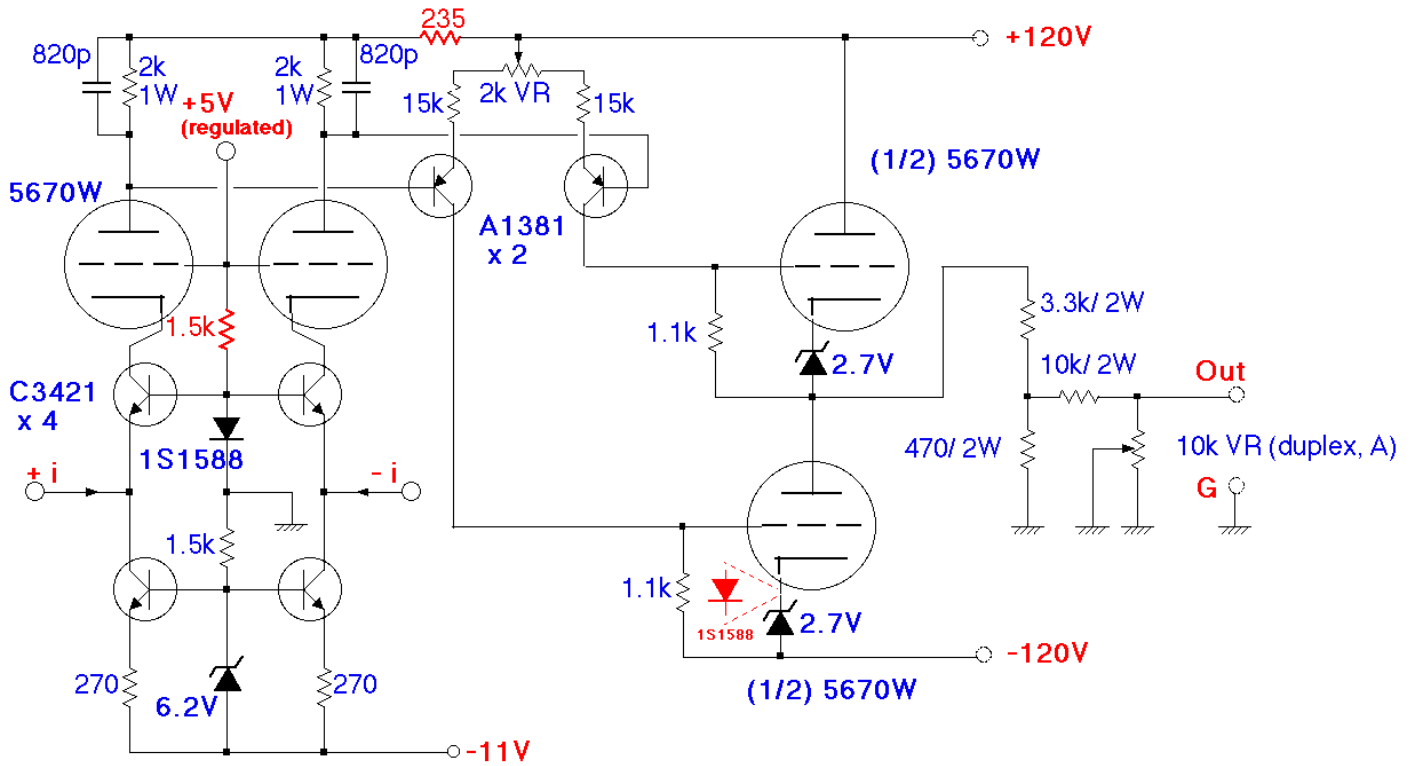 235
+120V
820p
2k
1W
2k
1W
820p
+5V
(regulated)
15k
2k VR
15k
5670W
A1381
x 2
(1/2) 5670W
1.5k
1.1k
2.7V
3.3k/ 2W
10k/ 2W
Out
C3421
x 4
1S1588
470/ 2W
10k VR (duplex, A)
+ i
- i
G
1.5k
1.1k
1S1588
2.7V
-120V
270
6.2V
270
(1/2) 5670W
-11V